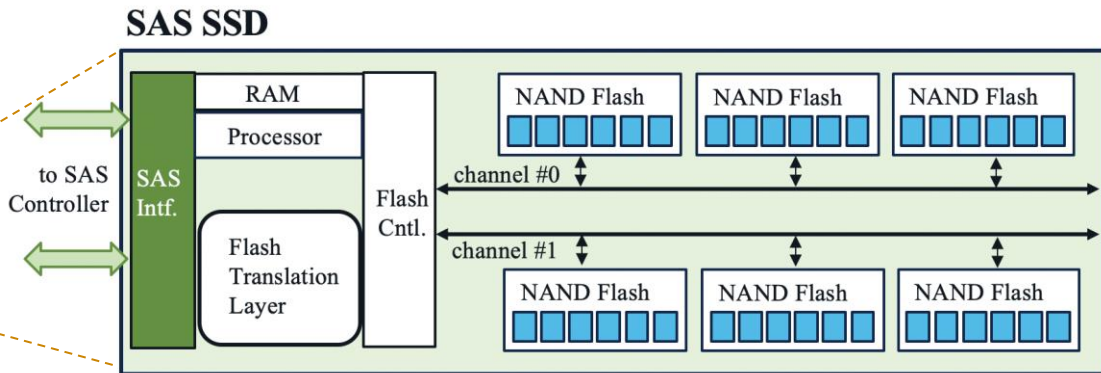 SAS SSD
to SAS
Controller
SAS
Intf.
RAM
Processor
Flash
Translation
Layer
Flash
Cntl.
NAND Flash
NAND Flash
NAND Flash
channel #0
channel #1
NAND Flash
NAND Flash
NAND Flash